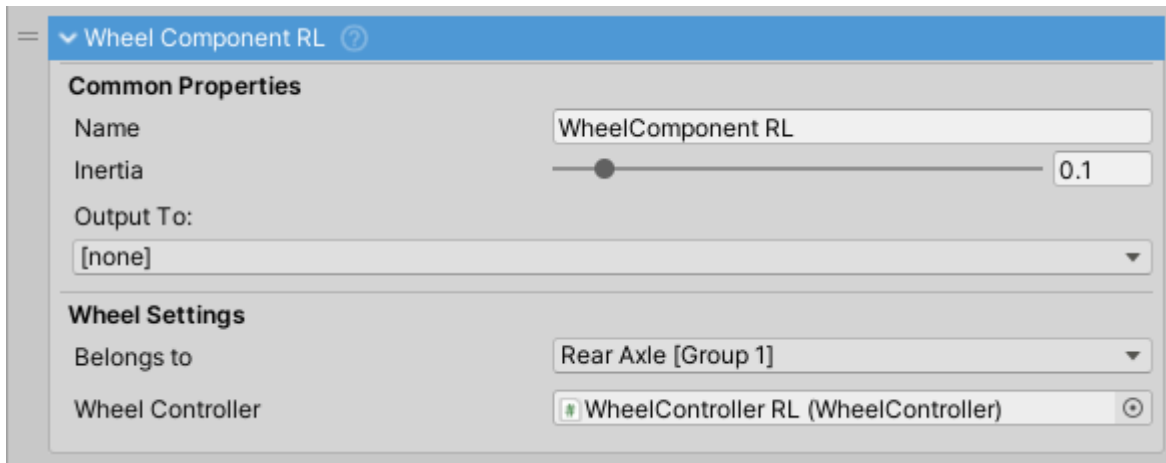 Wheel Component RL
Common Properties
Name WheelComponent RL
Inertia 0.1
Output To:
[none]
Wheel Settings
Belongs to Rear Axle [Group 1]
Wheel Controller # WheelController RL (WheelController)